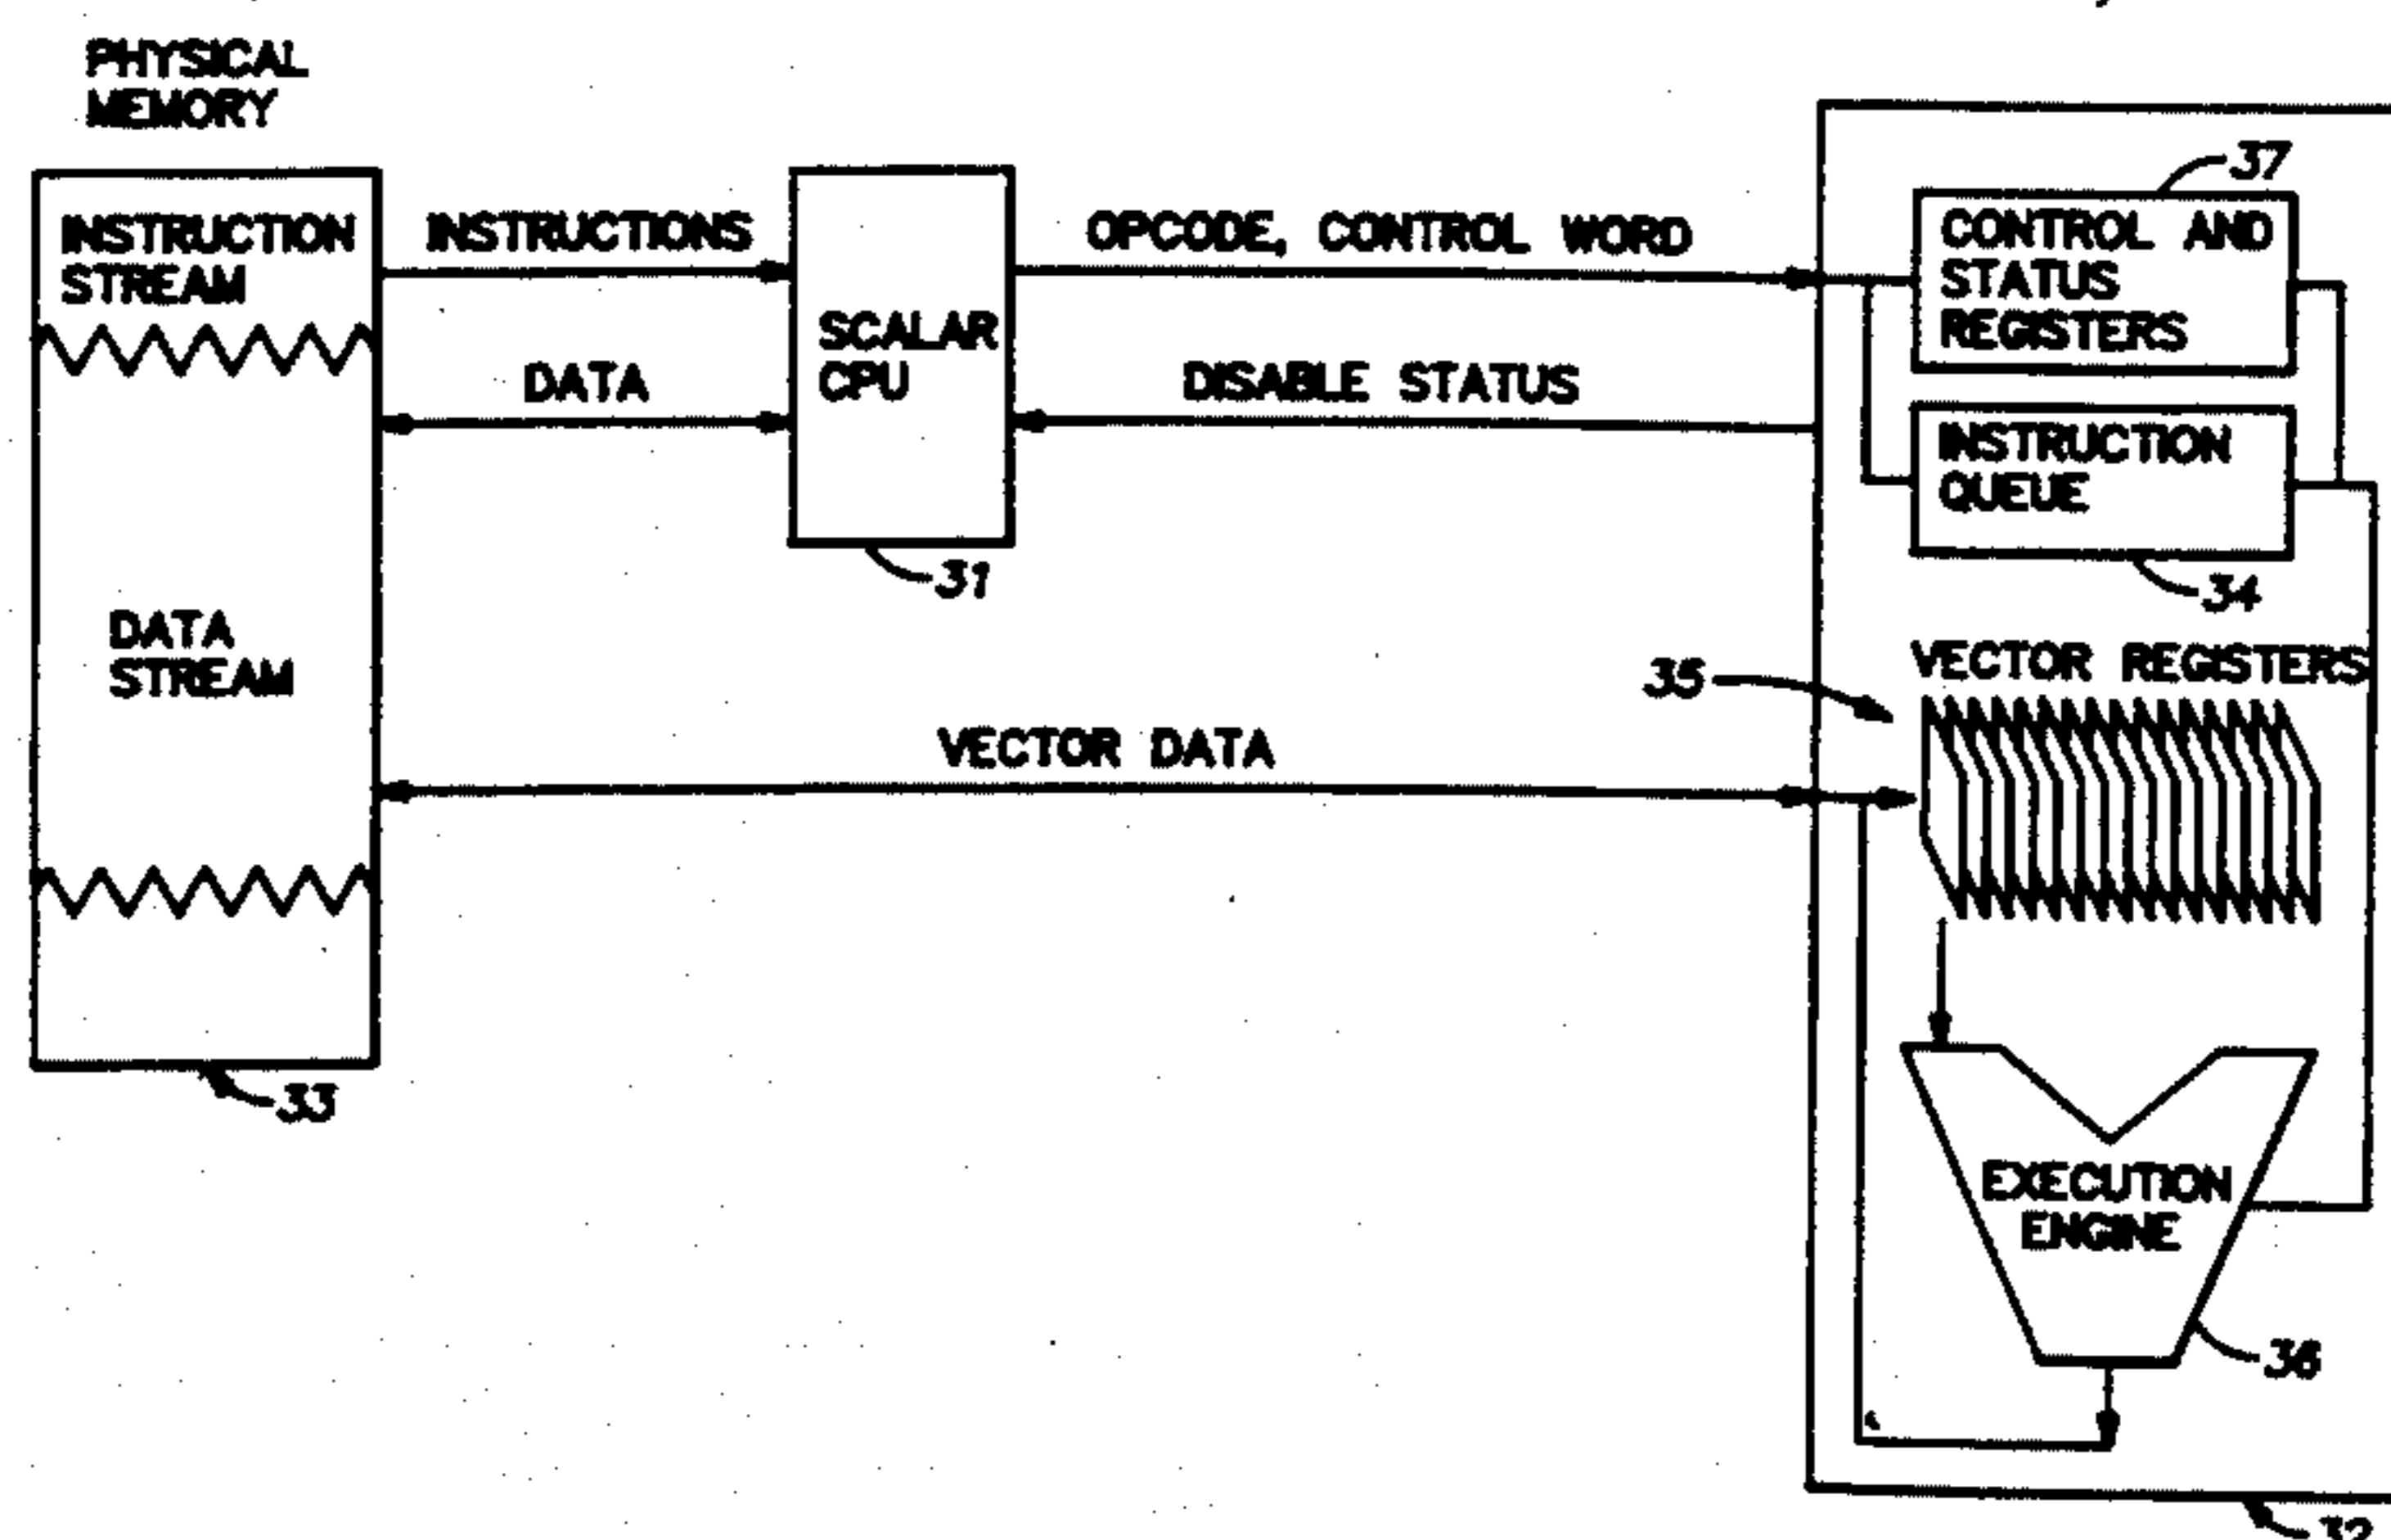 PHYSICAL
MEMORY
INSTRUCTION
STREAM
INSTRUCTIONS
DATA
DATA
STREAM
33
SCALAR
CPU
31
OPCODE, CONTROL WORD
DISABLE STATUS
VECTOR DATA
37
CONTROL AND
STATUS
REGISTERS
INSTRUCTION
QUEUE
34
35
VECTOR REGISTERS
EXECUTION
ENGINE
36
32